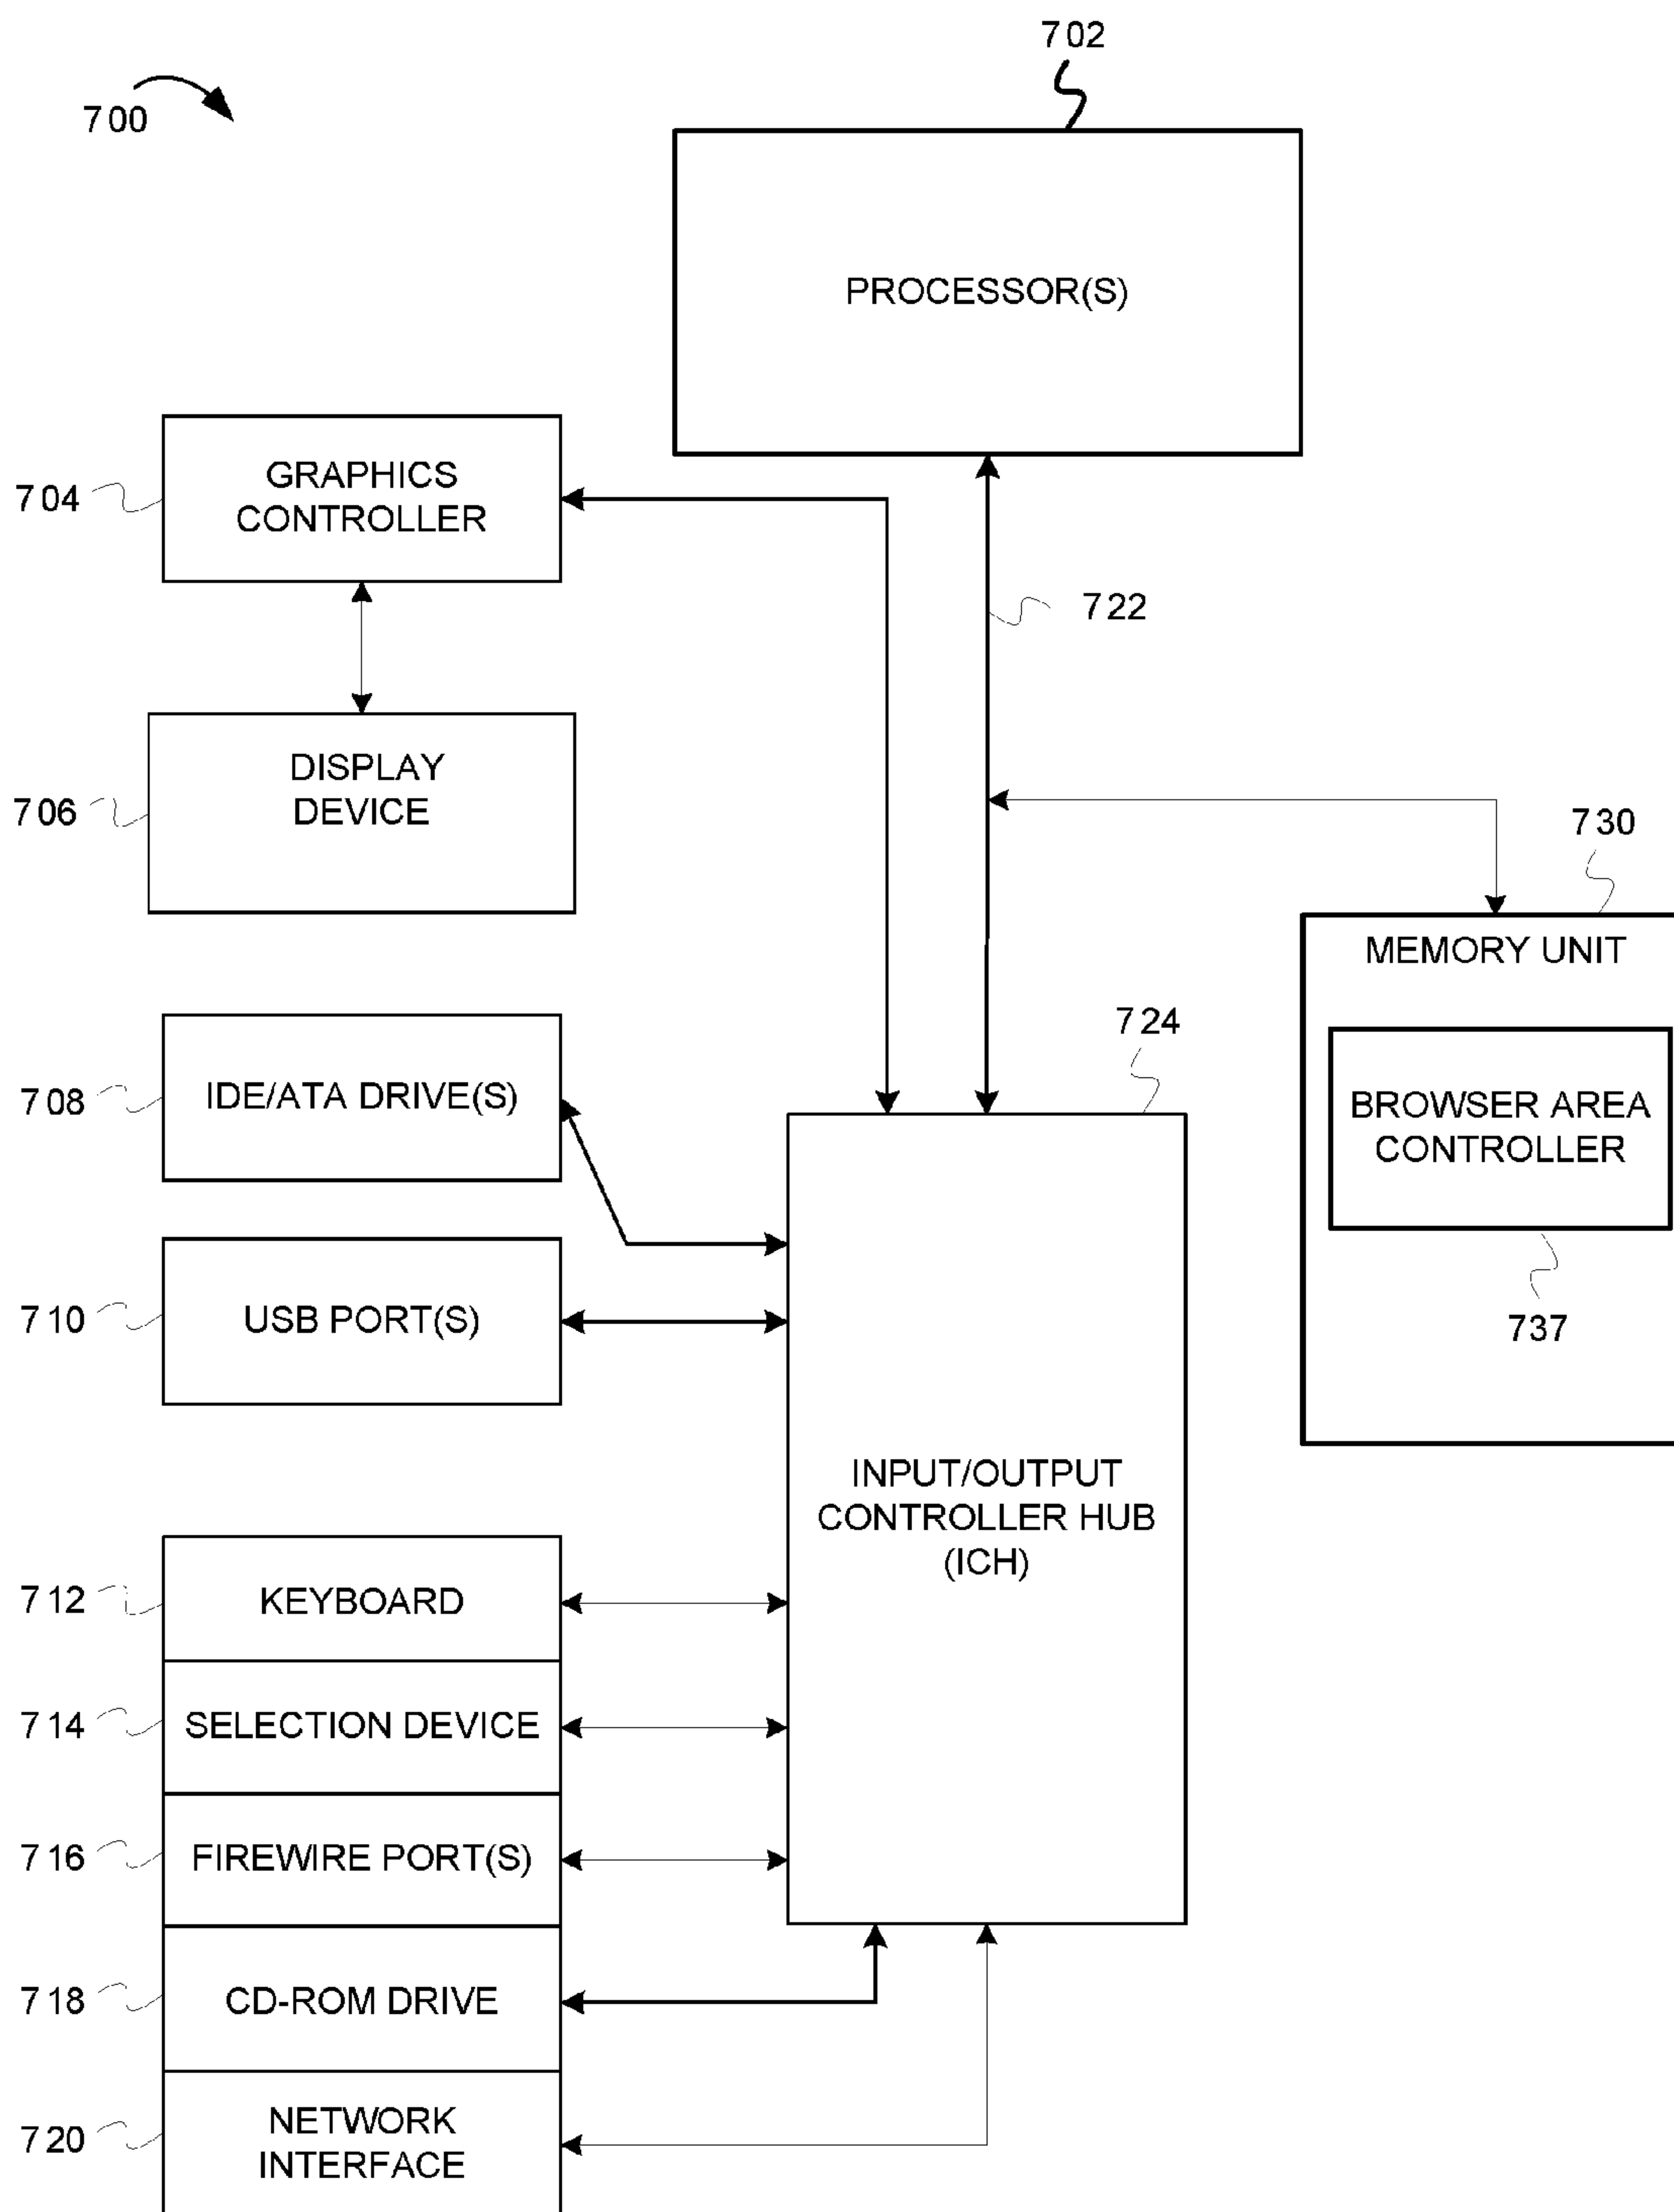 702
700
PROCESSOR(S)
GRAPHICS
CONTROLLER
704
722
DISPLAY
DEVICE
706
730
MEMORY UNIT
724
708
IDE/ATA DRIVE(S)
BROWSER AREA
CONTROLLER
710
USB PORT(S)
737
INPUT/OUTPUT
CONTROLLER HUB
(ICH)
712
KEYBOARD
714
SELECTION DEVICE
716
FIREWIRE PORT(S)
718
CD-ROM DRIVE
720
NETWORK
INTERFACE